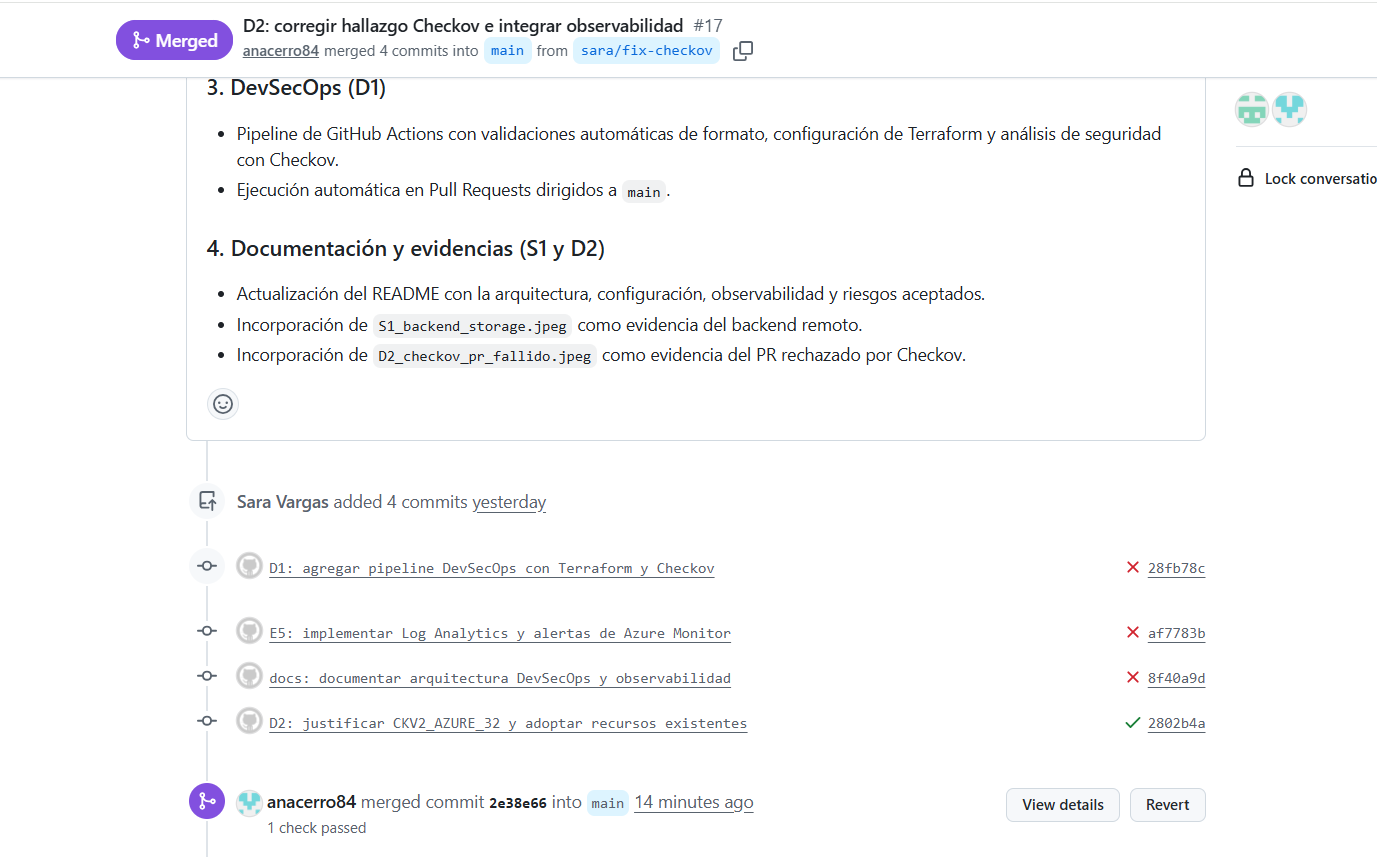 Merged
D2: corregir hallazgo Checkov e integrar observabilidad #17
anacerro84 merged 4 commits into main from sara/fix-checkov
3. DevSecOps (D1)
Pipeline de GitHub Actions con validaciones automáticas de formato, configuración de Terraform y análisis de seguridad
con Checkov.
Ejecución automática en Pull Requests dirigidos a main.
Lock conversatio
4. Documentación y evidencias (S1 y D2)
Actualización del README con la arquitectura, configuración, observabilidad y riesgos aceptados.
Incorporación de S1_backend_storage.jpeg como evidencia del backend remoto.
Incorporación de D2_checkov_pr_fallido.jpeg como evidencia del PR rechazado por Checkov.
Sara Vargas added 4 commits yesterday
D1: agregar pipeline DevSecOps con Terraform y Checkov 28fb78c
E5: implementar Log Analytics y alertas de Azure Monitor af7783b
docs: documentar arquitectura DevSecOps y observabilidad 8f40a9d
D2: justificar CKV2_AZURE_32 y adoptar recursos existentes 2802b4a
anacerro84 merged commit 2e38e66 into main 14 minutes ago
View details
Revert
1 check passed